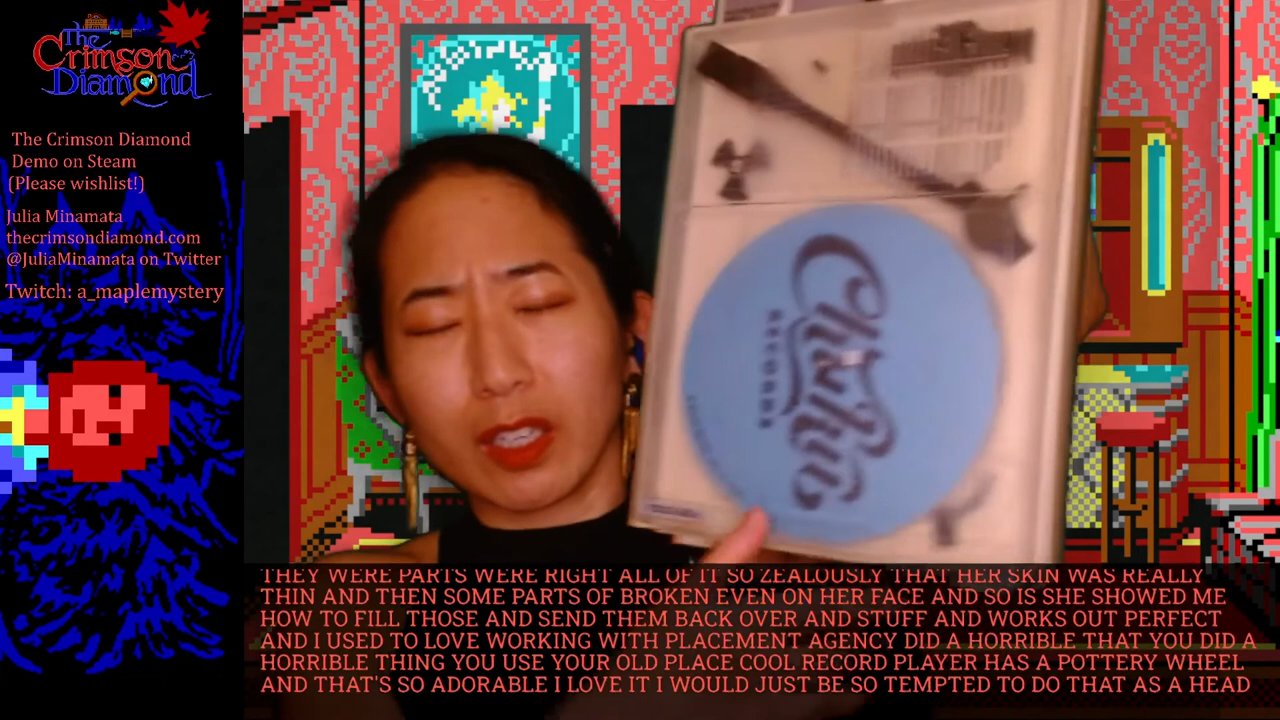 The
Crimson
Diamond
The Crimson Diamond
Demo on Steam
(Please wishlist!)
Julia Minamata
thecrimsondiamond.com
@JuliaMinamata on Twitter
Twitch: a_maplemystery
RECORDS
THEY WERE PARTS WERE RIGHT ALL OF IT SO ZEALOUSLY THAT HER SKIN WAS REALLY
THIN AND THEN SOME PARTS OF BROKEN EVEN ON HER FACE AND SO IS SHE SHOWED ME
HOW TO FILL THOSE AND SEND THEM BACK OVER AND STUFF AND WORKS OUT PERFECT
AND I USED TO LOVE WORKING WITH PLACEMENT AGENCY DID A HORRIBLE THAT YOU DID A
HORRIBLE THING YOU USE YOUR OLD PLACE COOL RECORD PLAYER HAS A POTTERY WHEEL
AND THAT'S SO ADORABLE I LOVE IT I WOULD JUST BE SO TEMPTED TO DO THAT AS A HEAD